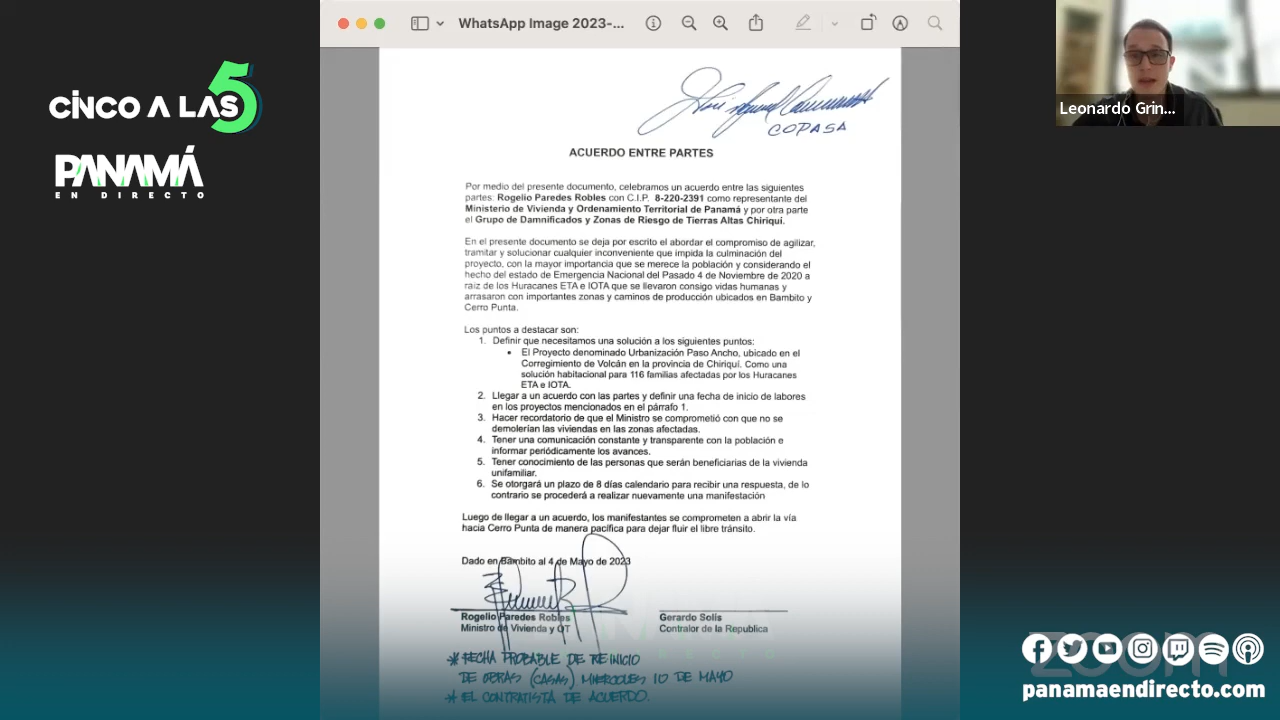 WhatsApp Image 2023-...
CINCO A LAS 5
PANAMÁ
EN DIRECTO
Leonardo Grin...
COPASA
ACUERDO ENTRE PARTES
Por medio del presente documento, celebramos un acuerdo entre las siguientes
partes: Rogelio Paredes Robles con C.I.P. 8-220-2391 como representante del
Ministerio de Vivienda y Ordenamiento Territorial de Panamá y por otra parte
el Grupo de Damnificados y Zonas de Riesgo de Tierras Altas Chiriquí.
En el presente documento se deja por escrito el abordar el compromiso de agilizar,
tramitar y solucionar cualquier inconveniente que impida la culminación del
proyecto, con la mayor importancia que se merece la población y considerando el
hecho del estado de Emergencia Nacional del Pasado 4 de Noviembre de 2020 a
raíz de los Huracanes ETA e IOTA que se llevaron consigo vidas humanas y
arrasaron con importantes zonas y caminos de producción ubicados en Bambito y
Cerro Punta.
Los puntos a destacar son:
1. Definir que necesitamos una solución a los siguientes puntos:
• El Proyecto denominado Urbanización Paso Ancho, ubicado en el
Corregimiento de Volcán en la provincia de Chiriquí. Como una
solución habitacional para 116 familias afectadas por los Huracanes
ETA e IOTA.
2. Llegar a un acuerdo con las partes y definir una fecha de inicio de labores
en los proyectos mencionados en el párrafo 1.
3. Hacer recordatorio de que el Ministro se comprometió con que no se
demolerían las viviendas en las zonas afectadas.
4. Tener una comunicación constante y transparente con la población e
informar periódicamente los avances.
5. Tener conocimiento de las personas que serán beneficiarias de la vivienda
unifamiliar.
6. Se otorgará un plazo de 8 días calendario para recibir una respuesta, de lo
contrario se procederá a realizar nuevamente una manifestación
Luego de llegar a un acuerdo, los manifestantes se comprometen a abrir la vía
hacia Cerro Punta de manera pacífica para dejar fluir el libre tránsito.
Dado en Bambito al 4 de Mayo de 2023
Rogelio Paredes Robles
Ministro de Vivienda y OT
Gerardo Solís
Contralor de la Republica
* FECHA PROBABLE DE REINICIO
DE OBRAS (CASAS) MIERCOLES 10 DE MAYO
* EL CONTRATISTA DE ACUERDO.
zoom
panamaendirecto.com